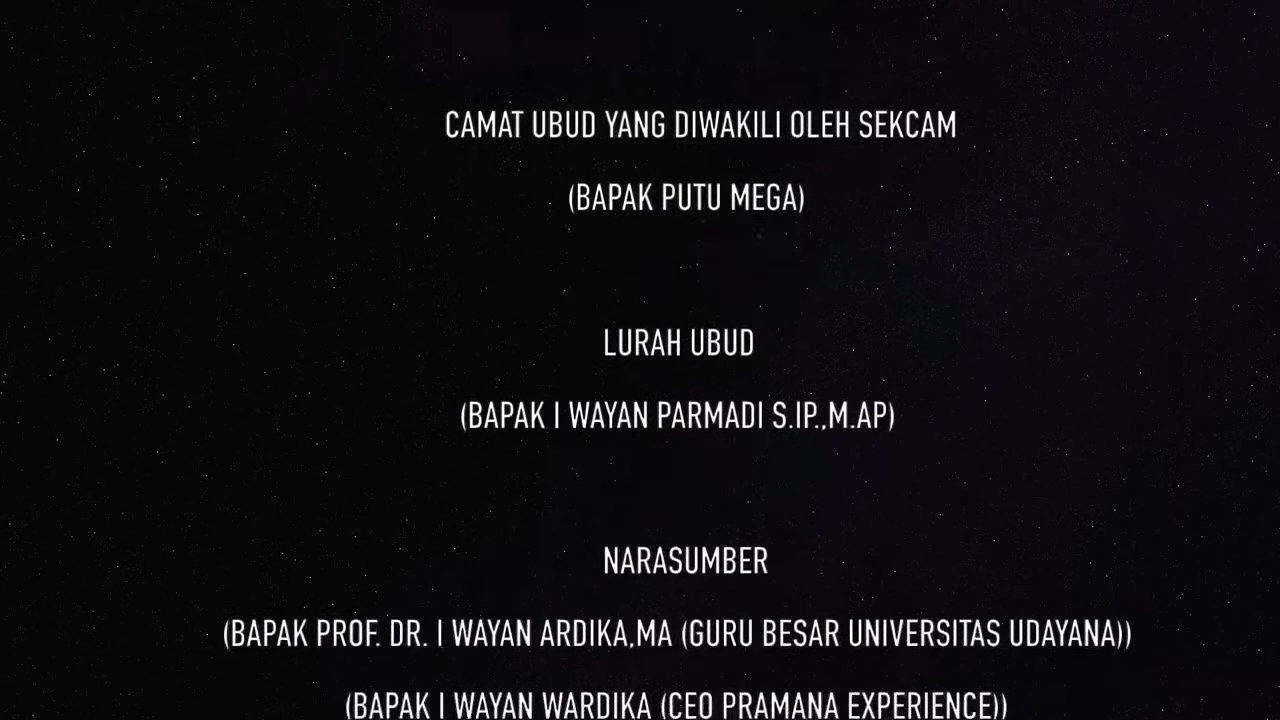 CAMAT UBUD YANG DIWAKILI OLEH SEKCAM
(BAPAK PUTU MEGA)
LURAH UBUD
(BAPAK I WAYAN PARMADI S.IP.,M.AP)
NARASUMBER
(BAPAK PROF. DR. I WAYAN ARDIKA,MA (GURU BESAR UNIVERSITAS UDAYANA))
(BAPAK I WAYAN WARDIKA (CEO PRAMANA EXPERIENCE))